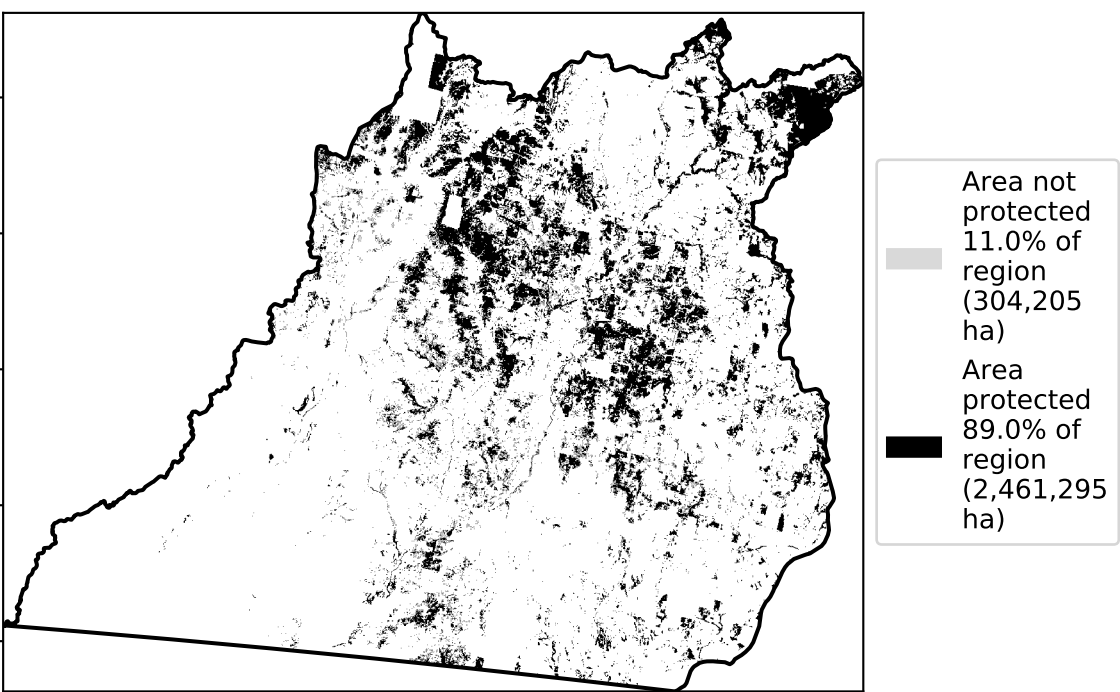 Area not
protected
11.0% of
region
(304,205
ha)
Area
protected
89.0% of
region
(2,461,295
ha)